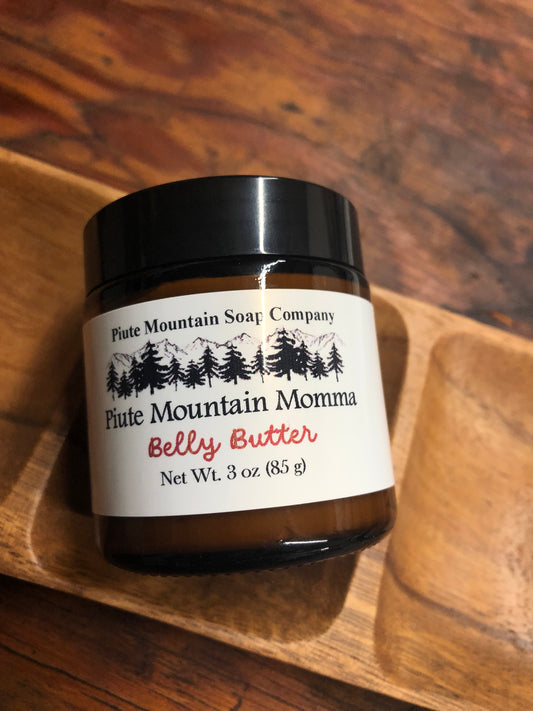 Piute Mountain Soap Company
Piute Mountain Momma
Belly Butter
Net Wt. 3 oz (85 g)